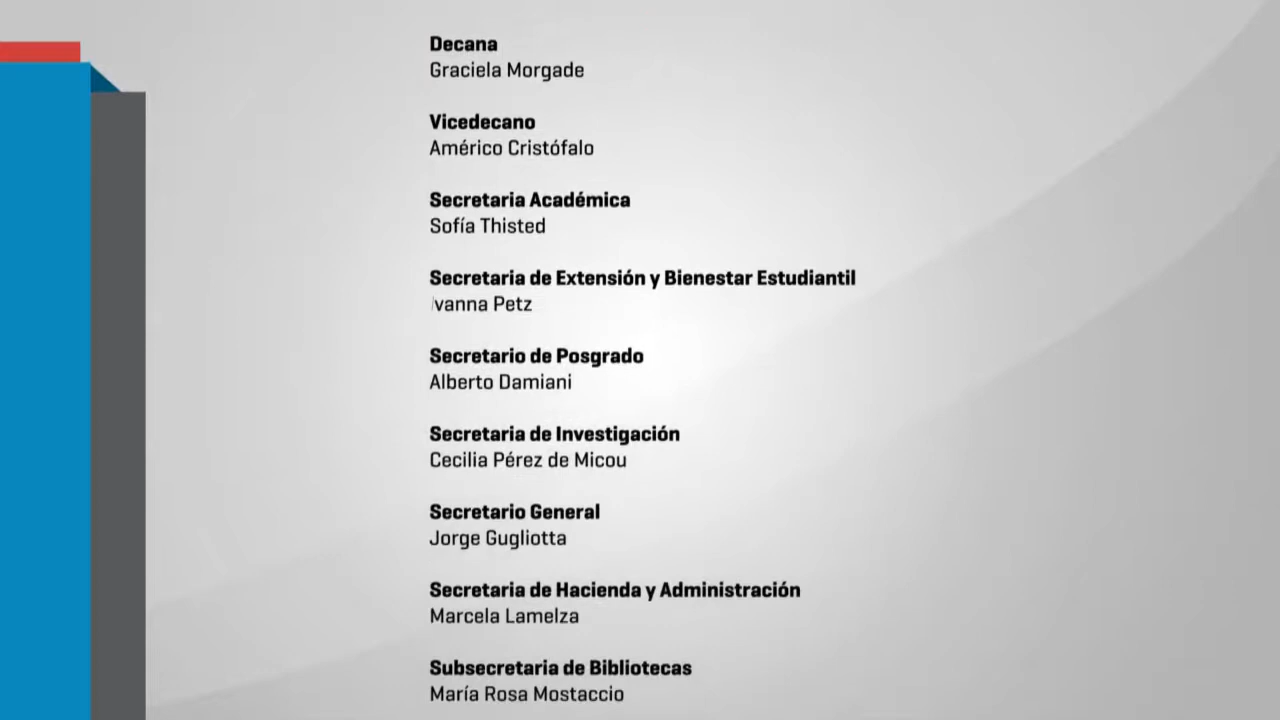 Decana
Graciela Morgade
Vicedecano
Américo Cristófalo
Secretaria Académica
Sofía Thisted
Secretaria de Extensión y Bienestar Estudiantil
Ivanna Petz
Secretario de Posgrado
Alberto Damiani
Secretaria de Investigación
Cecilia Pérez de Micou
Secretario General
Jorge Gugliotta
Secretaria de Hacienda y Administración
Marcela Lamelza
Subsecretaria de Bibliotecas
María Rosa Mostaccio